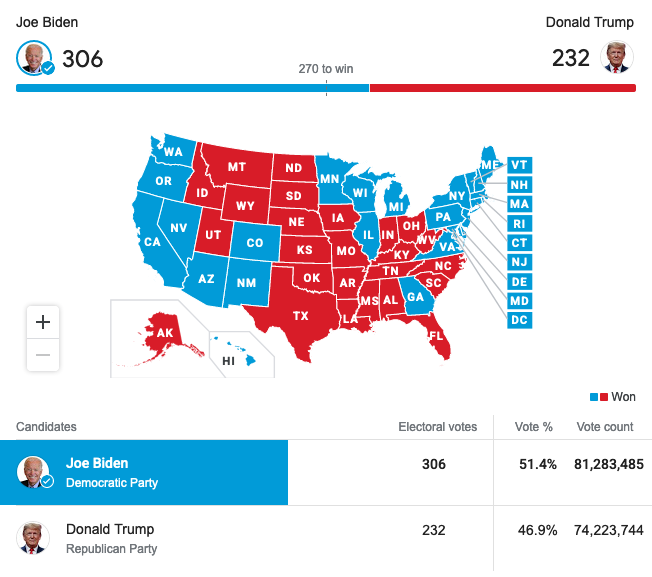 Joe Biden
Donald Trump
306
232
270 to win
WA
OR
CA
NV
ID
MT
WY
UT
CO
AZ
NM
ND
SD
NE
KS
OK
TX
MN
IA
MO
AR
LA
WI
IL
MI
IN
OH
KY
TN
MS
AL
GA
FL
SC
NC
WV
VA
PA
NY
ME
VT
NH
MA
RI
CT
NJ
DE
MD
DC
AK
HI
+
−
Won
Candidates Electoral votes Vote % Vote count
Joe Biden 306 51.4% 81,283,485
Democratic Party
Donald Trump 232 46.9% 74,223,744
Republican Party